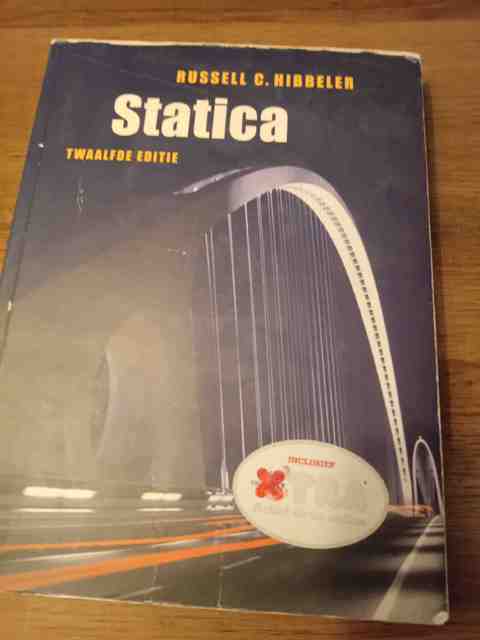 RUSSELL C. HIBBELER
Statica
TWAALFDE EDITIE
INCLUSIEF